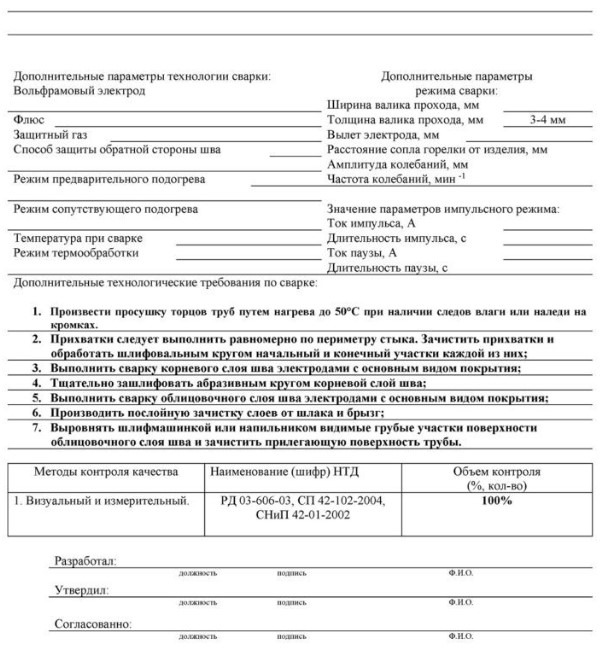 Дополнительные параметры технологии сварки:
Вольфрамовый электрод
Флюс
Защитный газ
Способ защиты обратной стороны шва
Режим предварительного подогрева
Режим сопутствующего подогрева
Температура при сварке
Режим термообработки
Дополнительные параметры
режима сварки:
Ширина валика прохода, мм
Толщина валика прохода, мм 3-4 мм
Вылет электрода, мм
Расстояние сопла горелки от изделия, мм
Амплитуда колебаний, мм
Частота колебаний, мин -1
Значение параметров импульсного режима:
Ток импульса, А
Длительность импульса, с
Ток паузы, А
Длительность паузы, с
Дополнительные технологические требования по сварке:
1. Произвести просушку торцов труб путем нагрева до 50°С при наличии следов влаги или наледи на
кромках.
2. Прихватки следует выполнить равномерно по периметру стыка. Зачистить прихватки и
обработать шлифовальным кругом начальный и конечный участки каждой из них;
3. Выполнить сварку корневого слоя шва электродами с основным видом покрытия;
4. Тщательно зашлифовать абразивным кругом корневой слой шва;
5. Выполнить сварку облицовочного слоя шва электродами с основным видом покрытия;
6. Производить послойную зачистку слоев от шлака и брызг;
7. Выровнять шлифмашинкой или напильником видимые грубые участки поверхности
облицовочного слоя шва и зачистить прилегающую поверхность трубы.
Методы контроля качества Наименование (шифр) НТД Объем контроля
(%, кол-во)
1. Визуальный и измерительный. РД 03-606-03, СП 42-102-2004, 100%
СНиП 42-01-2002
Разработал:
должность подпись Ф.И.О.
Утвердил:
должность подпись Ф.И.О.
Согласованно:
должность подпись Ф.И.О.